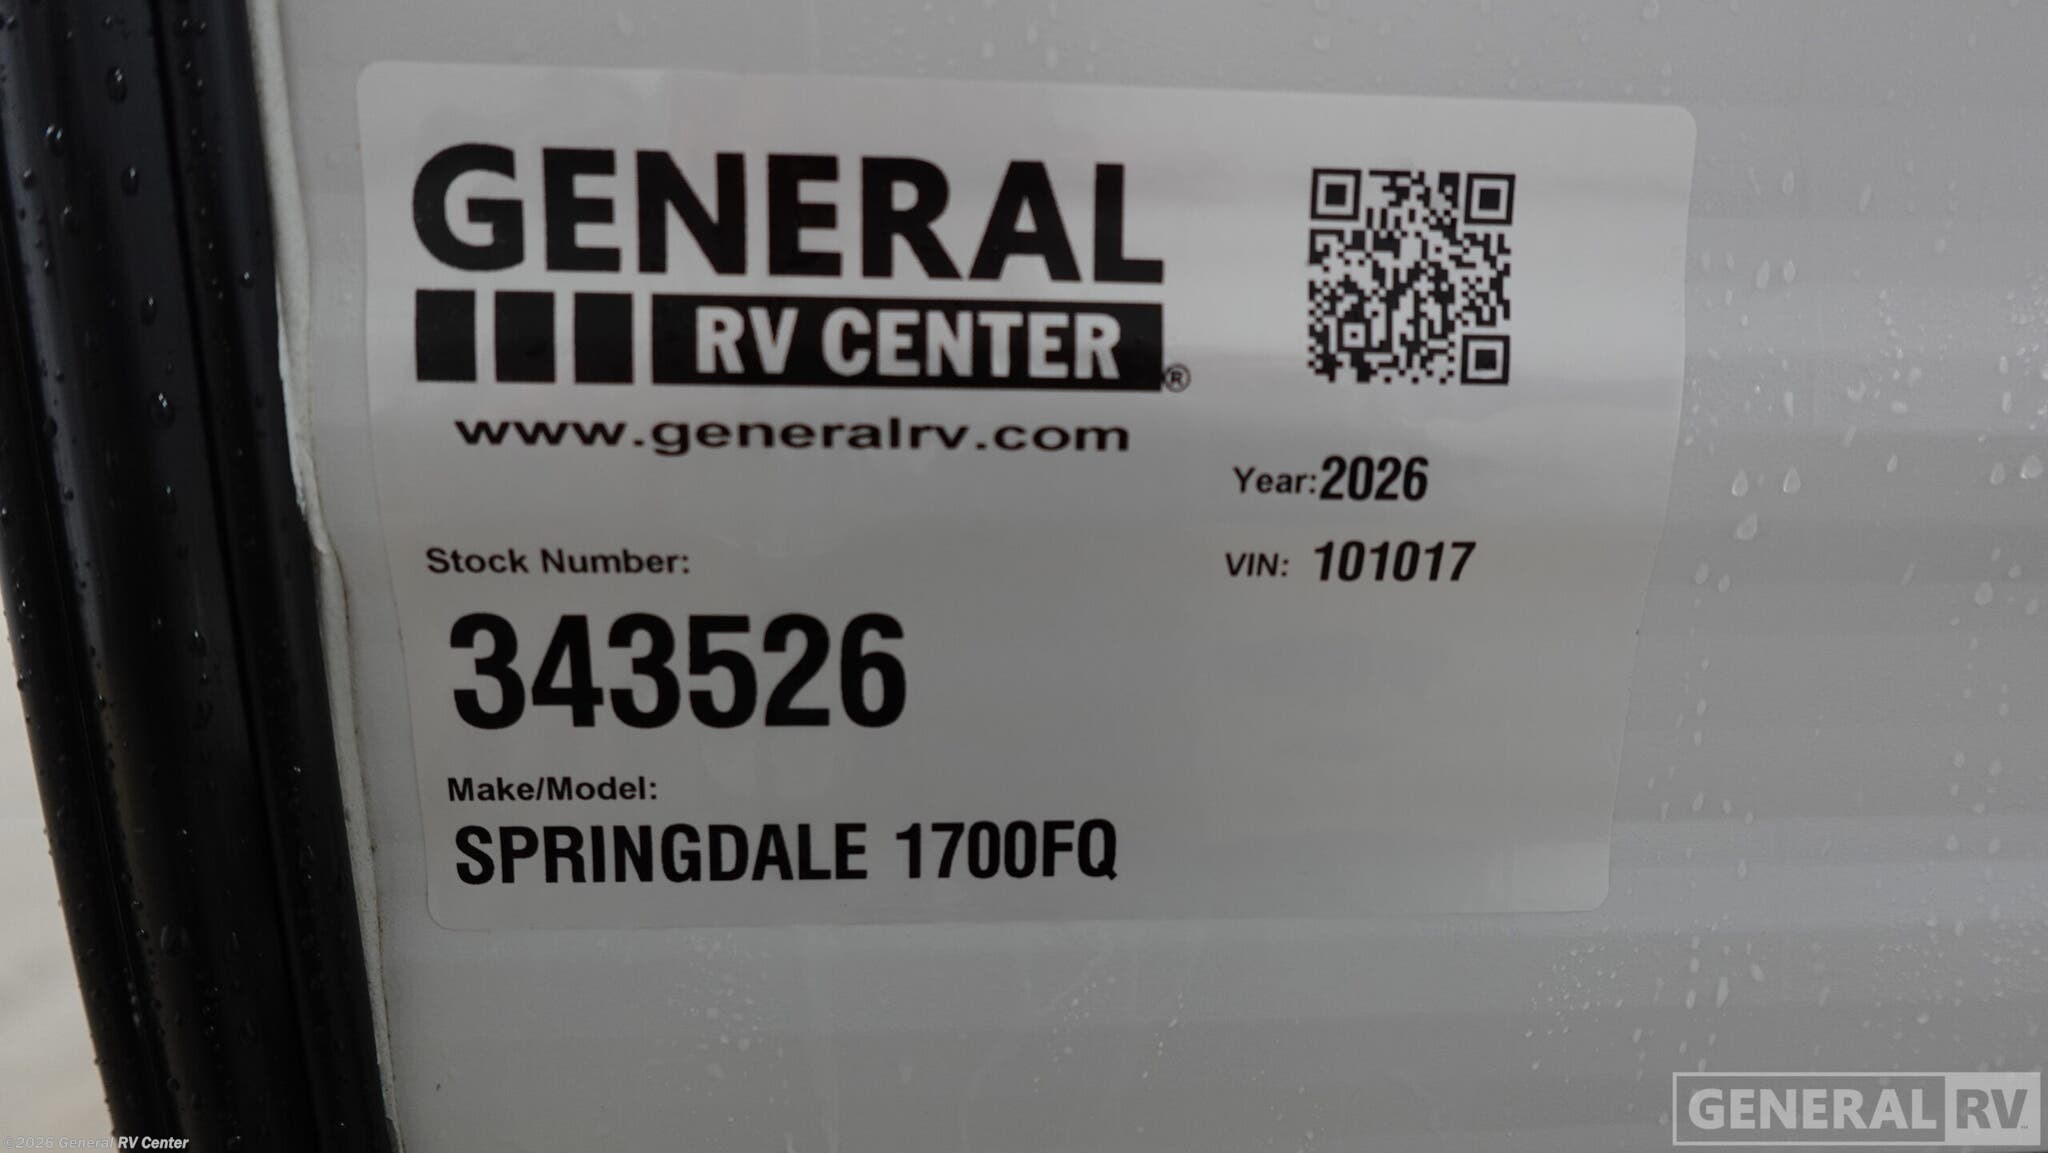 GENERAL
RV CENTER®
www.generalrv.com
Year: 2026
VIN: 101017
Stock Number:
343526
Make/Model:
SPRINGDALE 1700FQ
©2026 General RV Center
GENERAL RV™